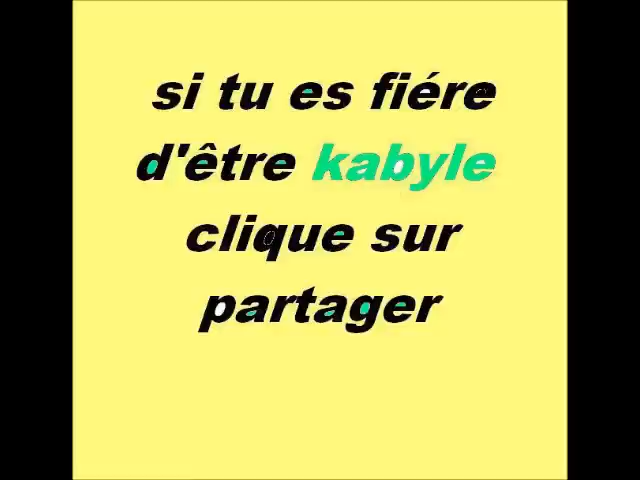 si tu es fiére
d'être kabyle
clique sur
partager